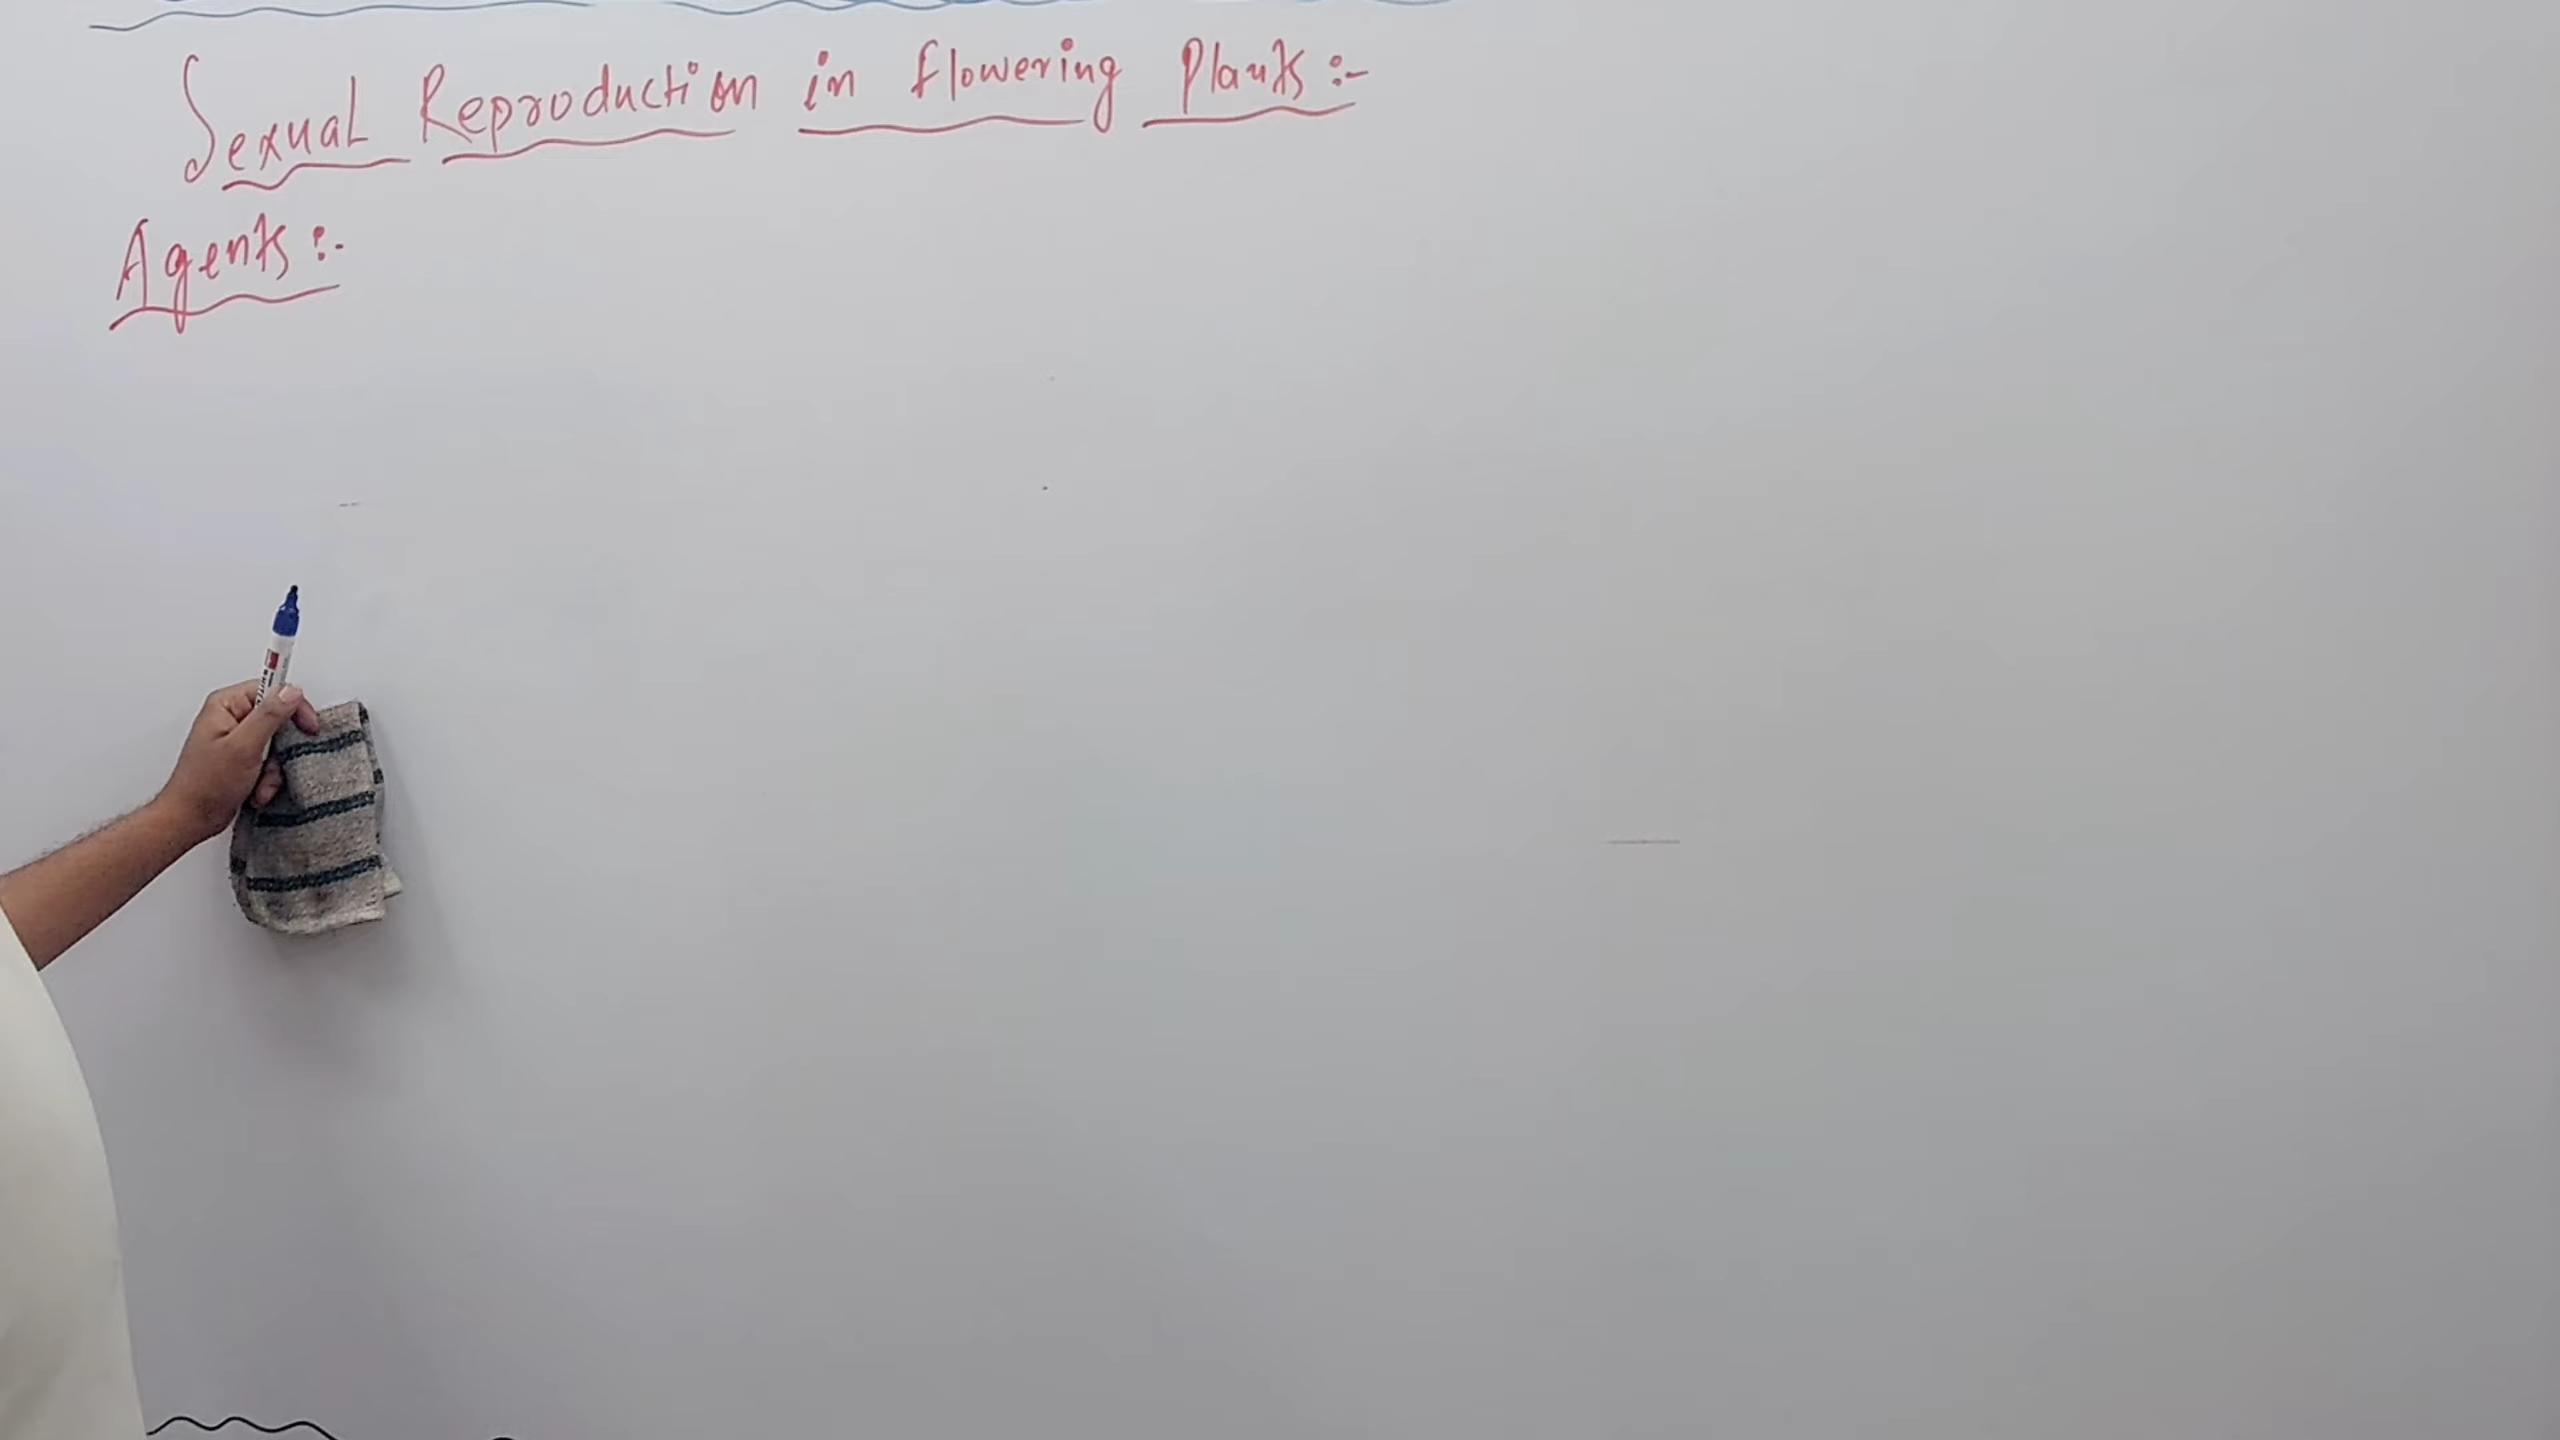 Sexual Reproduction in flowering Plants :-
Agents :-